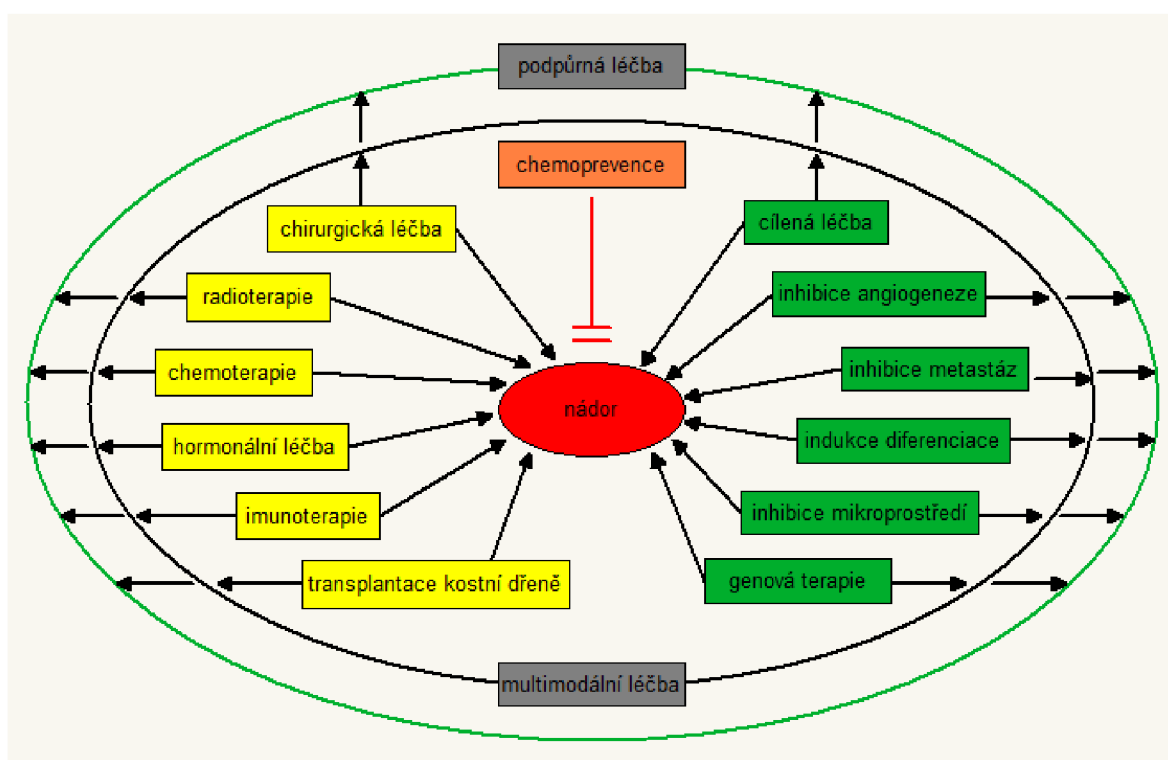 podpůrná léčba
chemoprevence
chirurgická léčba
cílená léčba
radioterapie
inhibice angiogeneze
chemoterapie
inhibice metastáz
nádor
hormonální léčba
indukce diferenciace
imunoterapie
inhibice mikroprostředí
transplantace kostní dřeně
genová terapie
multimodální léčba